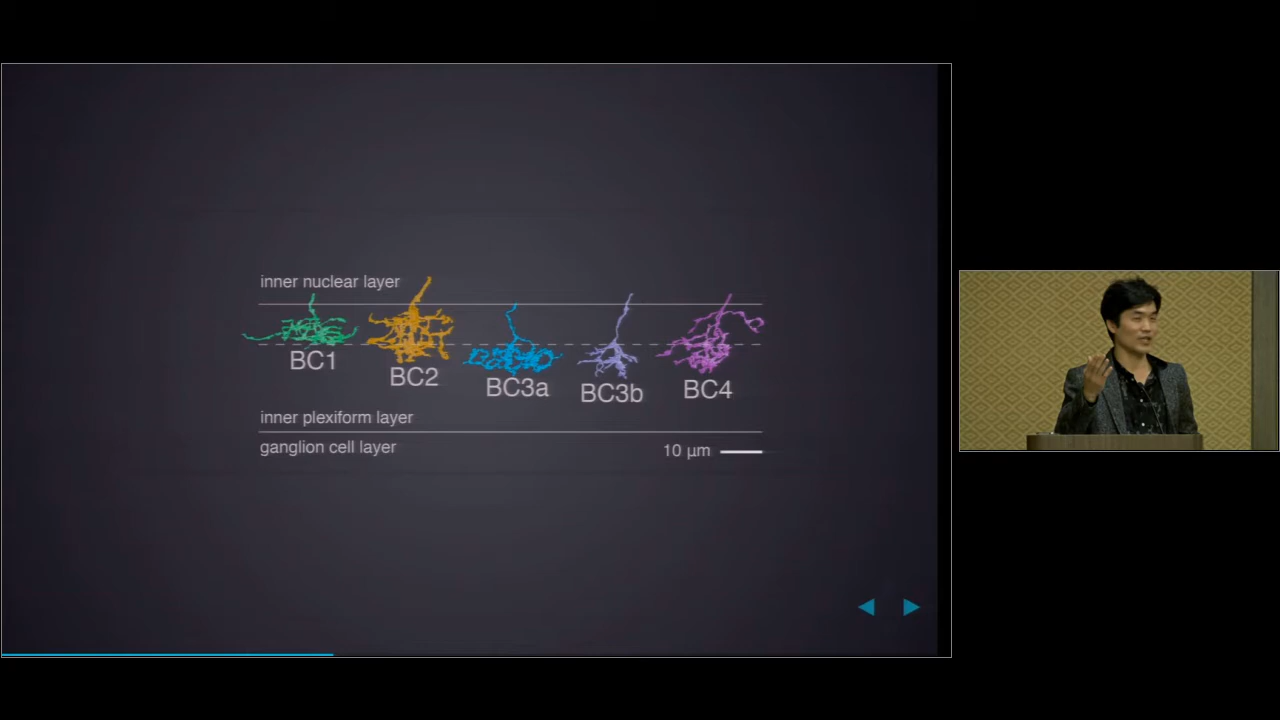 inner nuclear layer
BC1
BC2
BC3a
BC3b
BC4
inner plexiform layer
ganglion cell layer
10 µm